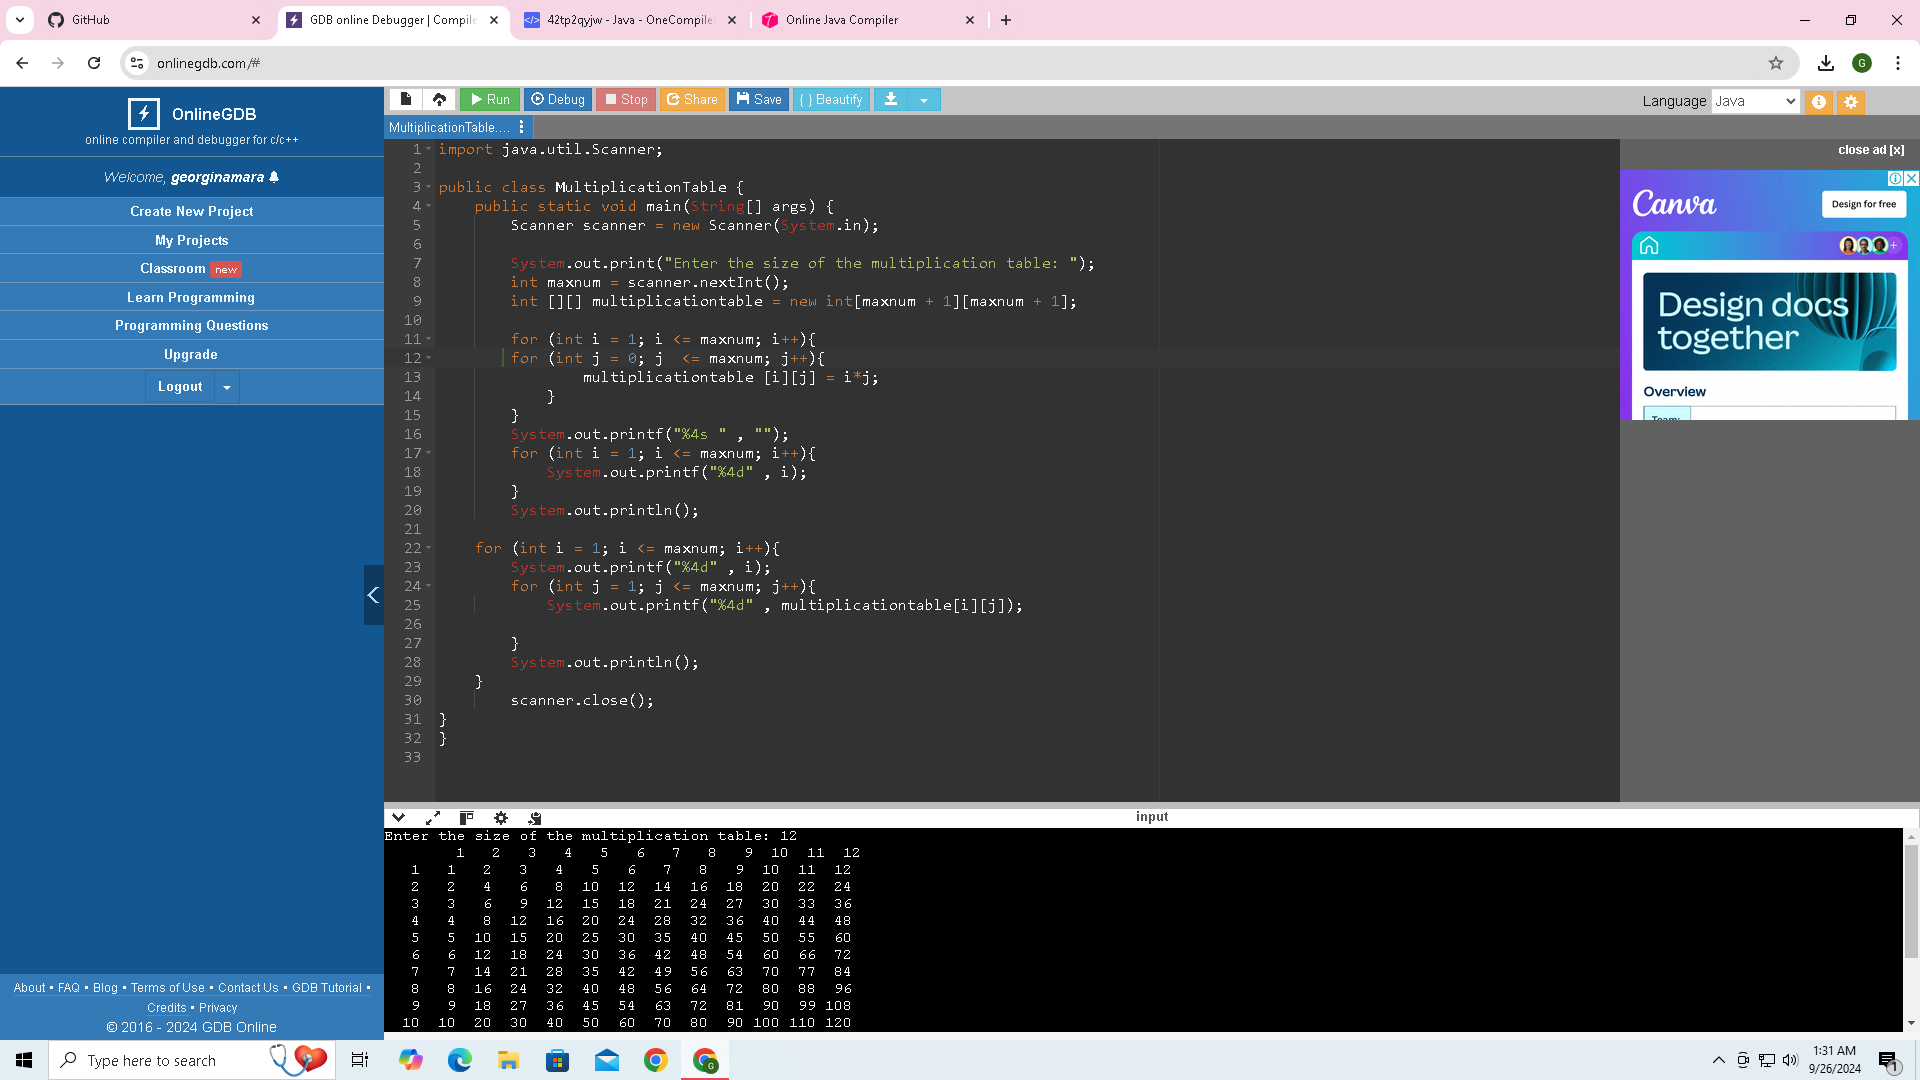 GitHub
GDB online Debugger | Compile
42tp2qyjw - Java - OneCompiler
Online Java Compiler
onlinegdb.com/#
G
OnlineGDB
online compiler and debugger for c/c++
Welcome, georginamara
Create New Project
My Projects
Classroom new
Learn Programming
Programming Questions
Upgrade
Logout
About • FAQ • Blog • Terms of Use • Contact Us • GDB Tutorial •
Credits • Privacy
© 2016 - 2024 GDB Online
Run
Debug
Stop
Share
Save
{ } Beautify
Language Java
MultiplicationTable....
1 import java.util.Scanner;
2
3 public class MultiplicationTable {
4 public static void main(String[] args) {
5 Scanner scanner = new Scanner(System.in);
6
7 System.out.print("Enter the size of the multiplication table: ");
8 int maxnum = scanner.nextInt();
9 int [][] multiplicationtable = new int[maxnum + 1][maxnum + 1];
10
11 for (int i = 1; i <= maxnum; i++){
12 for (int j = 0; j  <= maxnum; j++){
13 multiplicationtable [i][j] = i*j;
14 }
15 }
16 System.out.printf("%4s " , "");
17 for (int i = 1; i <= maxnum; i++){
18 System.out.printf("%4d" , i);
19 }
20 System.out.println();
21
22 for (int i = 1; i <= maxnum; i++){
23 System.out.printf("%4d" , i);
24 for (int j = 1; j <= maxnum; j++){
25 System.out.printf("%4d" , multiplicationtable[i][j]);
26
27 }
28 System.out.println();
29 }
30 scanner.close();
31 }
32 }
33
close ad [x]
Canva
Design for free
Design docs
together
Overview
Team:
input
Enter the size of the multiplication table: 12
1 2 3 4 5 6 7 8 9 10 11 12
1 1 2 3 4 5 6 7 8 9 10 11 12
2 2 4 6 8 10 12 14 16 18 20 22 24
3 3 6 9 12 15 18 21 24 27 30 33 36
4 4 8 12 16 20 24 28 32 36 40 44 48
5 5 10 15 20 25 30 35 40 45 50 55 60
6 6 12 18 24 30 36 42 48 54 60 66 72
7 7 14 21 28 35 42 49 56 63 70 77 84
8 8 16 24 32 40 48 56 64 72 80 88 96
9 9 18 27 36 45 54 63 72 81 90 99 108
10 10 20 30 40 50 60 70 80 90 100 110 120
Type here to search
1:31 AM
9/26/2024
1